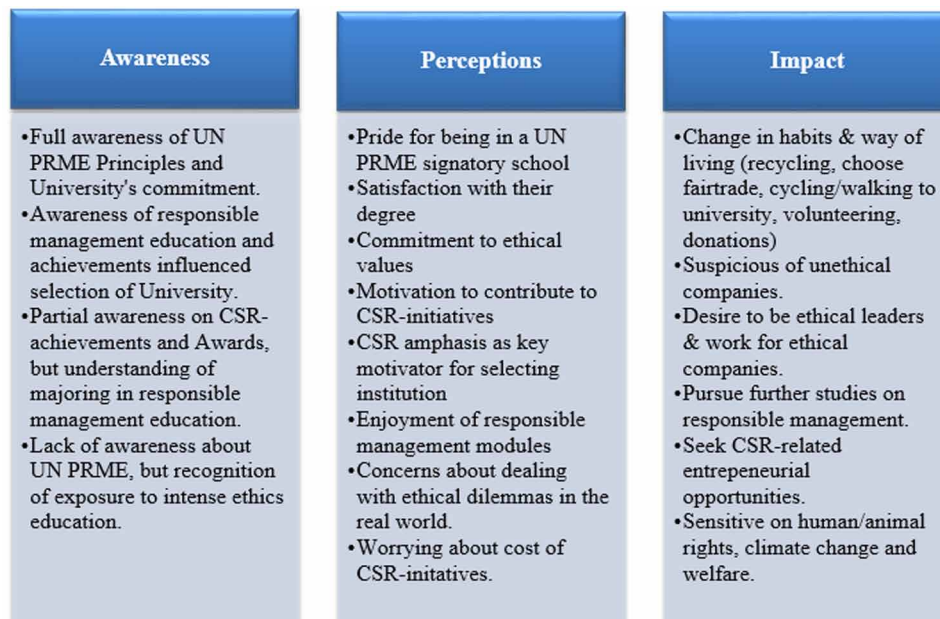 Awareness
•Full awareness of UN
PRME Principles and
University's commitment.
•Awareness of responsible
management education and
achievements influenced
selection of University.
•Partial awareness on CSR-
achievements and Awards,
but understanding of
majoring in responsible
management education.
•Lack of awareness about
UN PRME, but recognition
of exposure to intense ethics
education.
Perceptions
•Pride for being in a UN
PRME signatory school
•Satisfaction with their
degree
•Commitment to ethical
values
•Motivation to contribute to
CSR-initiatives
•CSR amphasis as key
motivator for selecting
institution
•Enjoyment of responsible
management modules
•Concerns about dealing
with ethical dilemmas in the
real world.
•Worrying about cost of
CSR-initatives.
Impact
•Change in habits & way of
living (recycling, choose
fairtrade, cycling/walking to
university, volunteering,
donations)
•Suspicious of unethical
companies.
•Desire to be ethical leaders
& work for ethical
companies.
•Pursue further studies on
responsible management.
•Seek CSR-related
entrepeneurial
opportunities.
•Sensitive on human/animal
rights, climate change and
welfare.